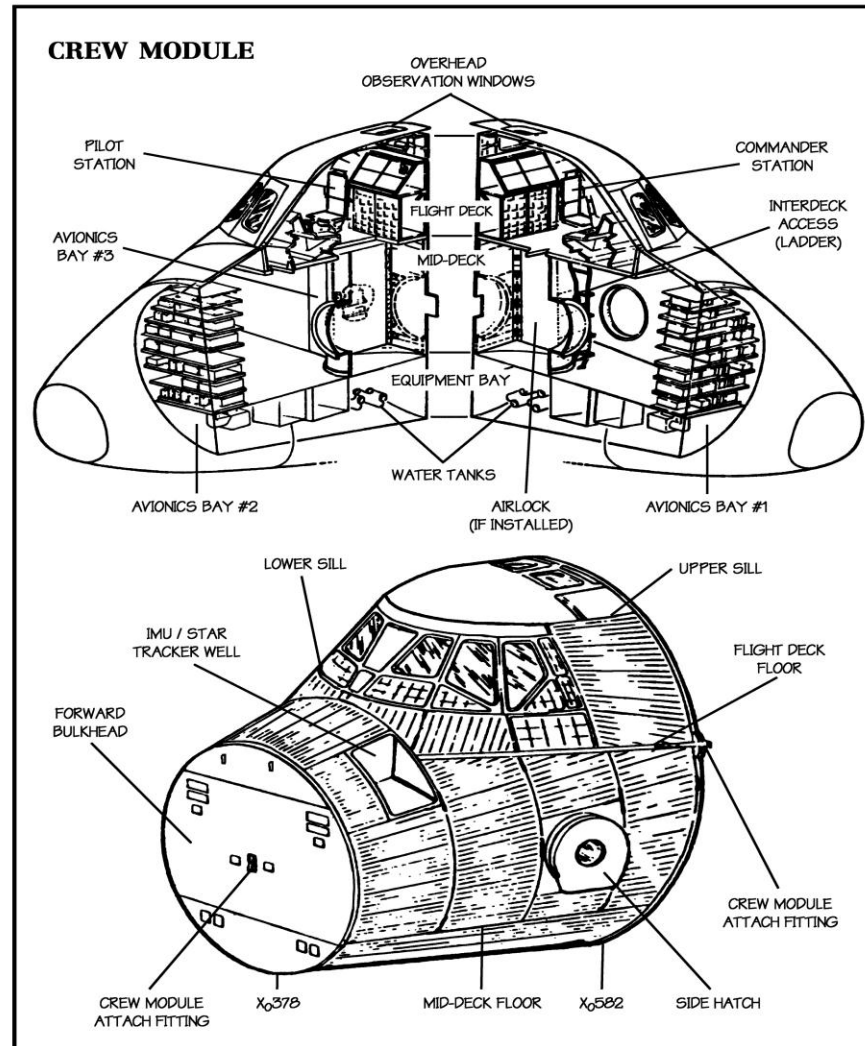 CREW MODULE
OVERHEAD
OBSERVATION WINDOWS
PILOT
STATION
COMMANDER
STATION
FLIGHT DECK
INTERDECK
ACCESS
(LADDER)
AVIONICS
BAY #3
MID-DECK
EQUIPMENT BAY
WATER TANKS
AVIONICS BAY #2
AIRLOCK
(IF INSTALLED)
AVIONICS BAY #1
LOWER SILL
UPPER SILL
IMU / STAR
TRACKER WELL
FLIGHT DECK
FLOOR
FORWARD
BULKHEAD
CREW MODULE
ATTACH FITTING
CREW MODULE
ATTACH FITTING
X₀378
MID-DECK FLOOR
X₀582
SIDE HATCH